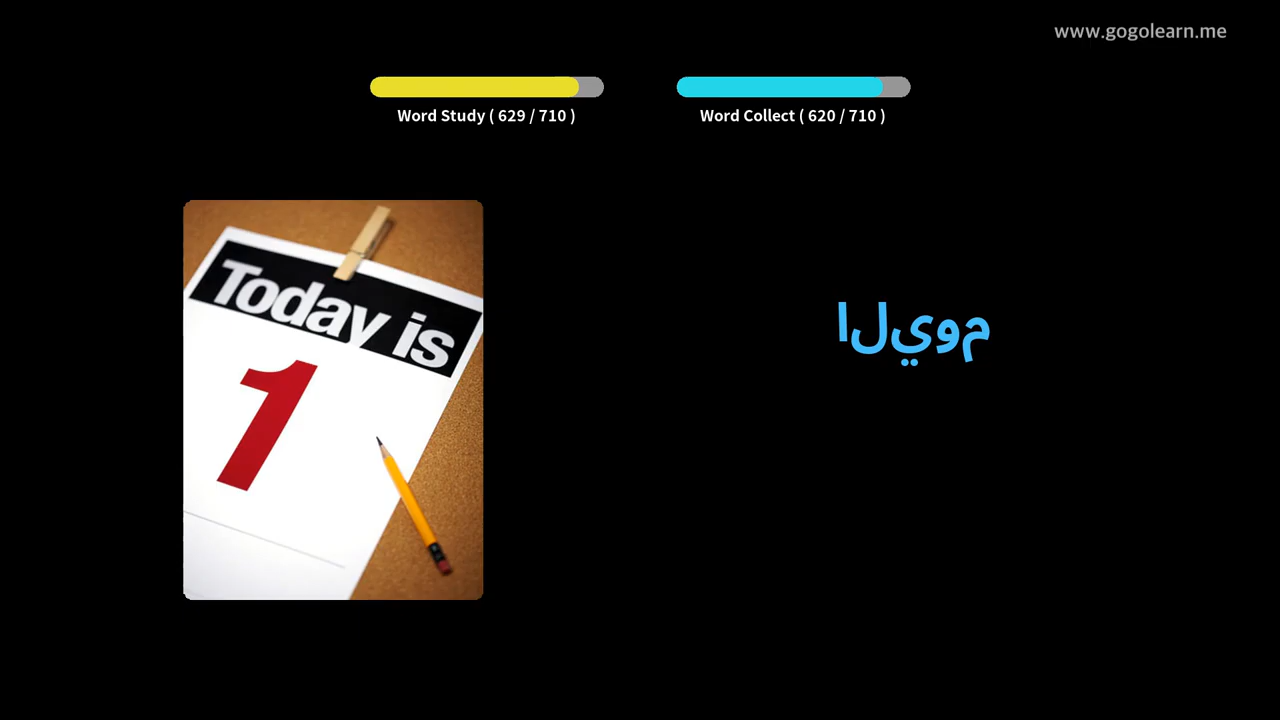 www.gogolearn.me
Word Study ( 629 / 710 )
Word Collect ( 620 / 710 )
Today is
1
اليوم